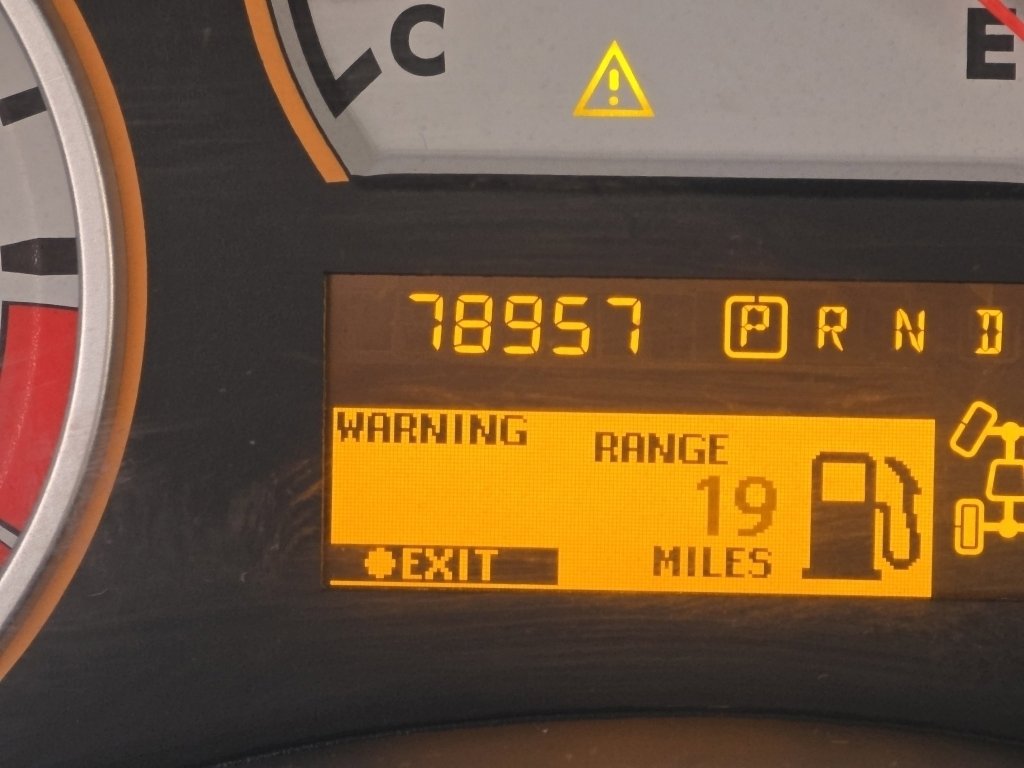 C E
78957 P R N D
WARNING
RANGE
19
MILES
EXIT